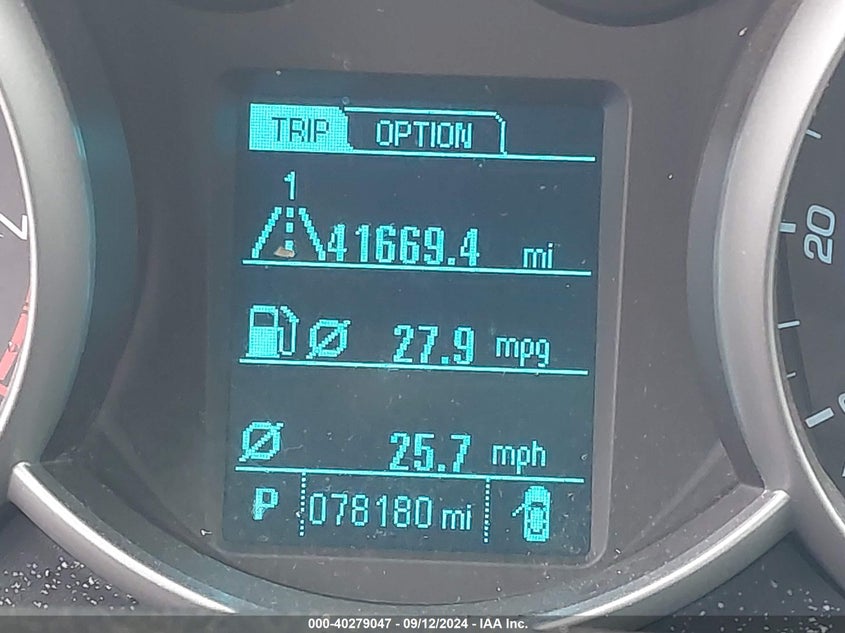 TRIP OPTION
1
41669.4 mi
27.9 mpg
25.7 mph
P 078180 mi
20
000-40279047 - 09/12/2024 - IAA Inc.